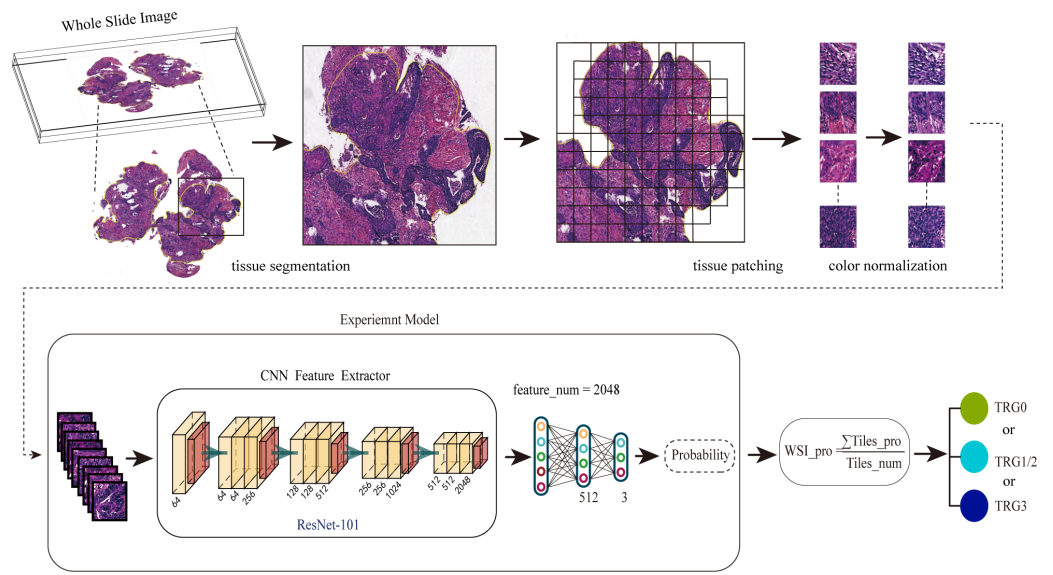 Whole Slide Image
tissue segmentation
tissue patching
color normalization
Experiemnt Model
CNN Feature Extractor
64
64
64
256
128
128
512
256
256
1024
512
512
2048
ResNet-101
feature_num = 2048
512
3
Probability
WSI_pro=∑Tiles_pro
Tiles_num
TRG0
or
TRG1/2
or
TRG3